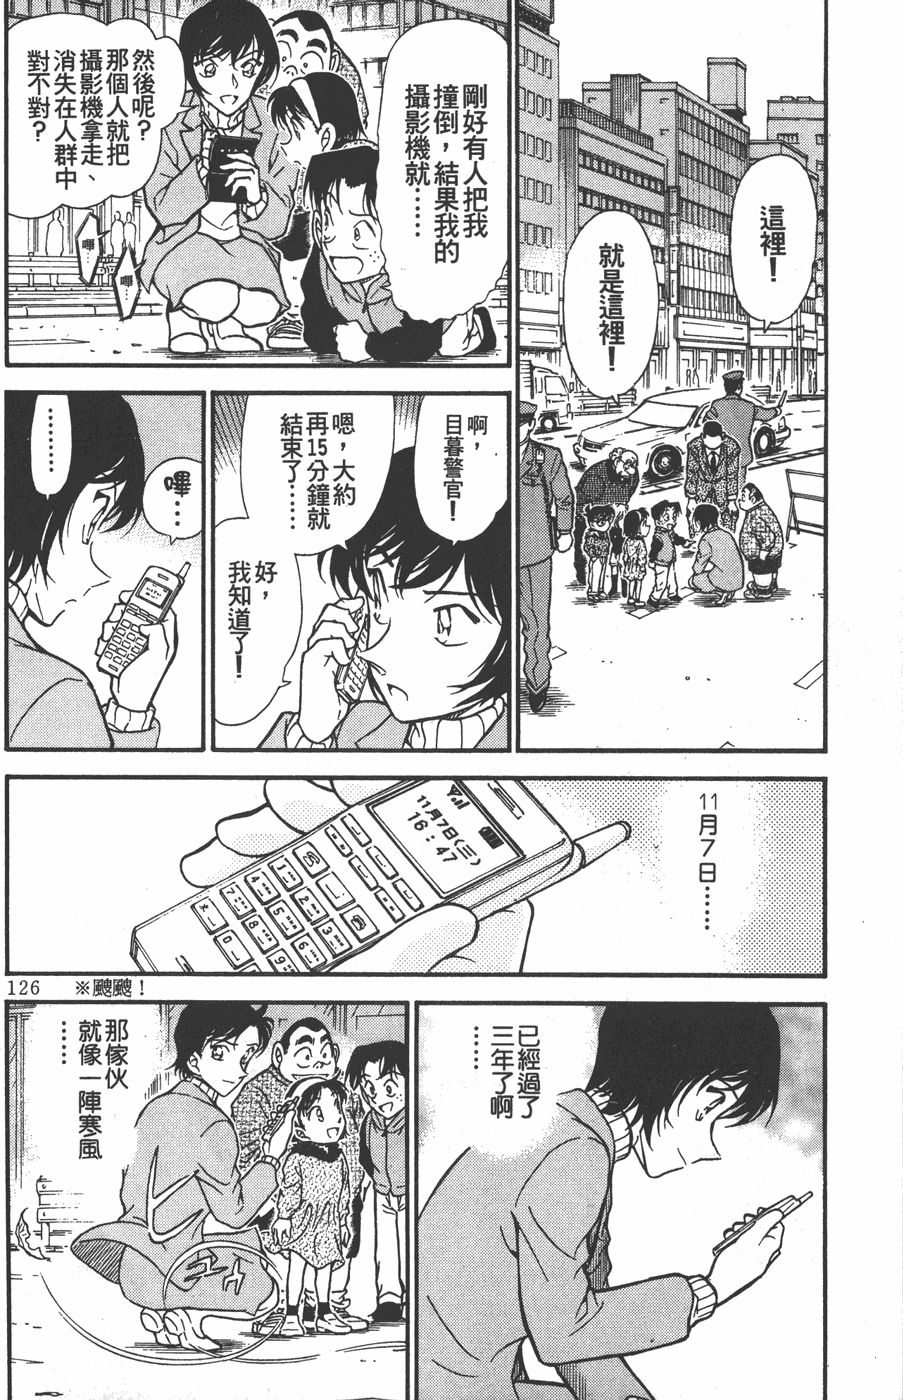 這裡！
就是這裡！
剛好有人把我
撞倒，結果我的
攝影機就……
然後呢？
那個人就把
攝影機拿走、
消失在人群中
對不對？
嗶…
嗶…
啊，
目暮警官！
嗯，大約
再15分鐘就
結束了……
好，
我知道了！
嗶…
………
11月7日……
11月7日(三)
16:47
126
※颼颼！
已經過了
三年了啊
……
那傢伙
就像一陣寒風
……